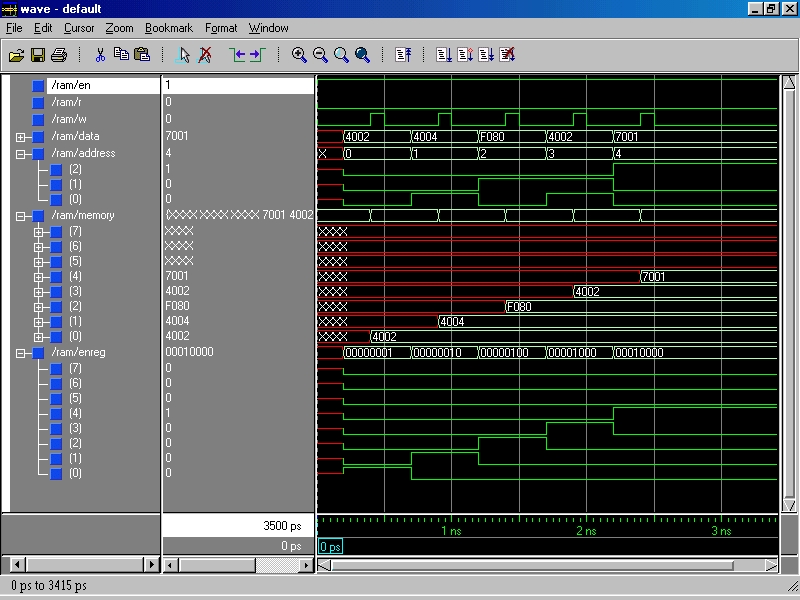 wave - default
File Edit Cursor Zoom Bookmark Format Window
/ram/en 1
/ram/r 0
/ram/w 0
/ram/data 7001 4002 4004 F080 4002 7001
/ram/address 4 X 0 1 2 3 4
(2) 1
(1) 0
(0) 0
/ram/memory {XXXX XXXX XXXX 7001 4002
(7) XXXX XXXX
(6) XXXX XXXX
(5) XXXX XXXX
(4) 7001 XXXX 7001
(3) 4002 XXXX 4002
(2) F080 XXXX F080
(1) 4004 XXXX 4004
(0) 4002 XXXX 4002
/ram/enreg 00010000 00000001 00000010 00000100 00001000 00010000
(7) 0
(6) 0
(5) 0
(4) 1
(3) 0
(2) 0
(1) 0
(0) 0
3500 ps 1 ns 2 ns 3 ns
0 ps 0 ps
0 ps to 3415 ps